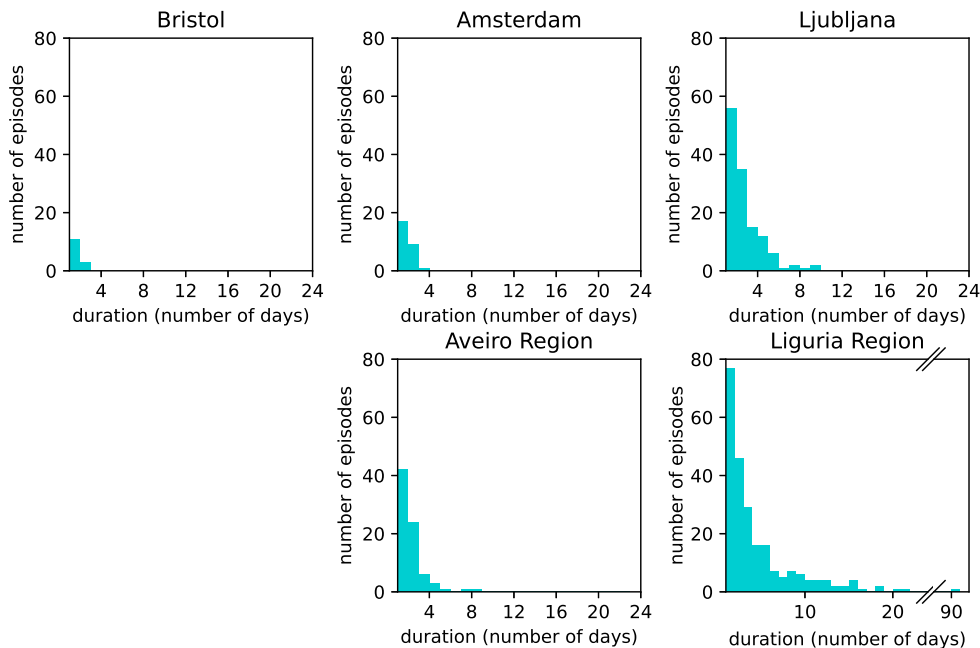 Bristol
Amsterdam
Ljubljana
80
60
40
20
0
number of episodes
4 8 12 16 20 24
duration (number of days)
80
60
40
20
0
number of episodes
4 8 12 16 20 24
duration (number of days)
80
60
40
20
0
number of episodes
4 8 12 16 20 24
duration (number of days)
Aveiro Region
Liguria Region
80
60
40
20
0
number of episodes
4 8 12 16 20 24
duration (number of days)
80
60
40
20
0
number of episodes
10 20 90
duration (number of days)